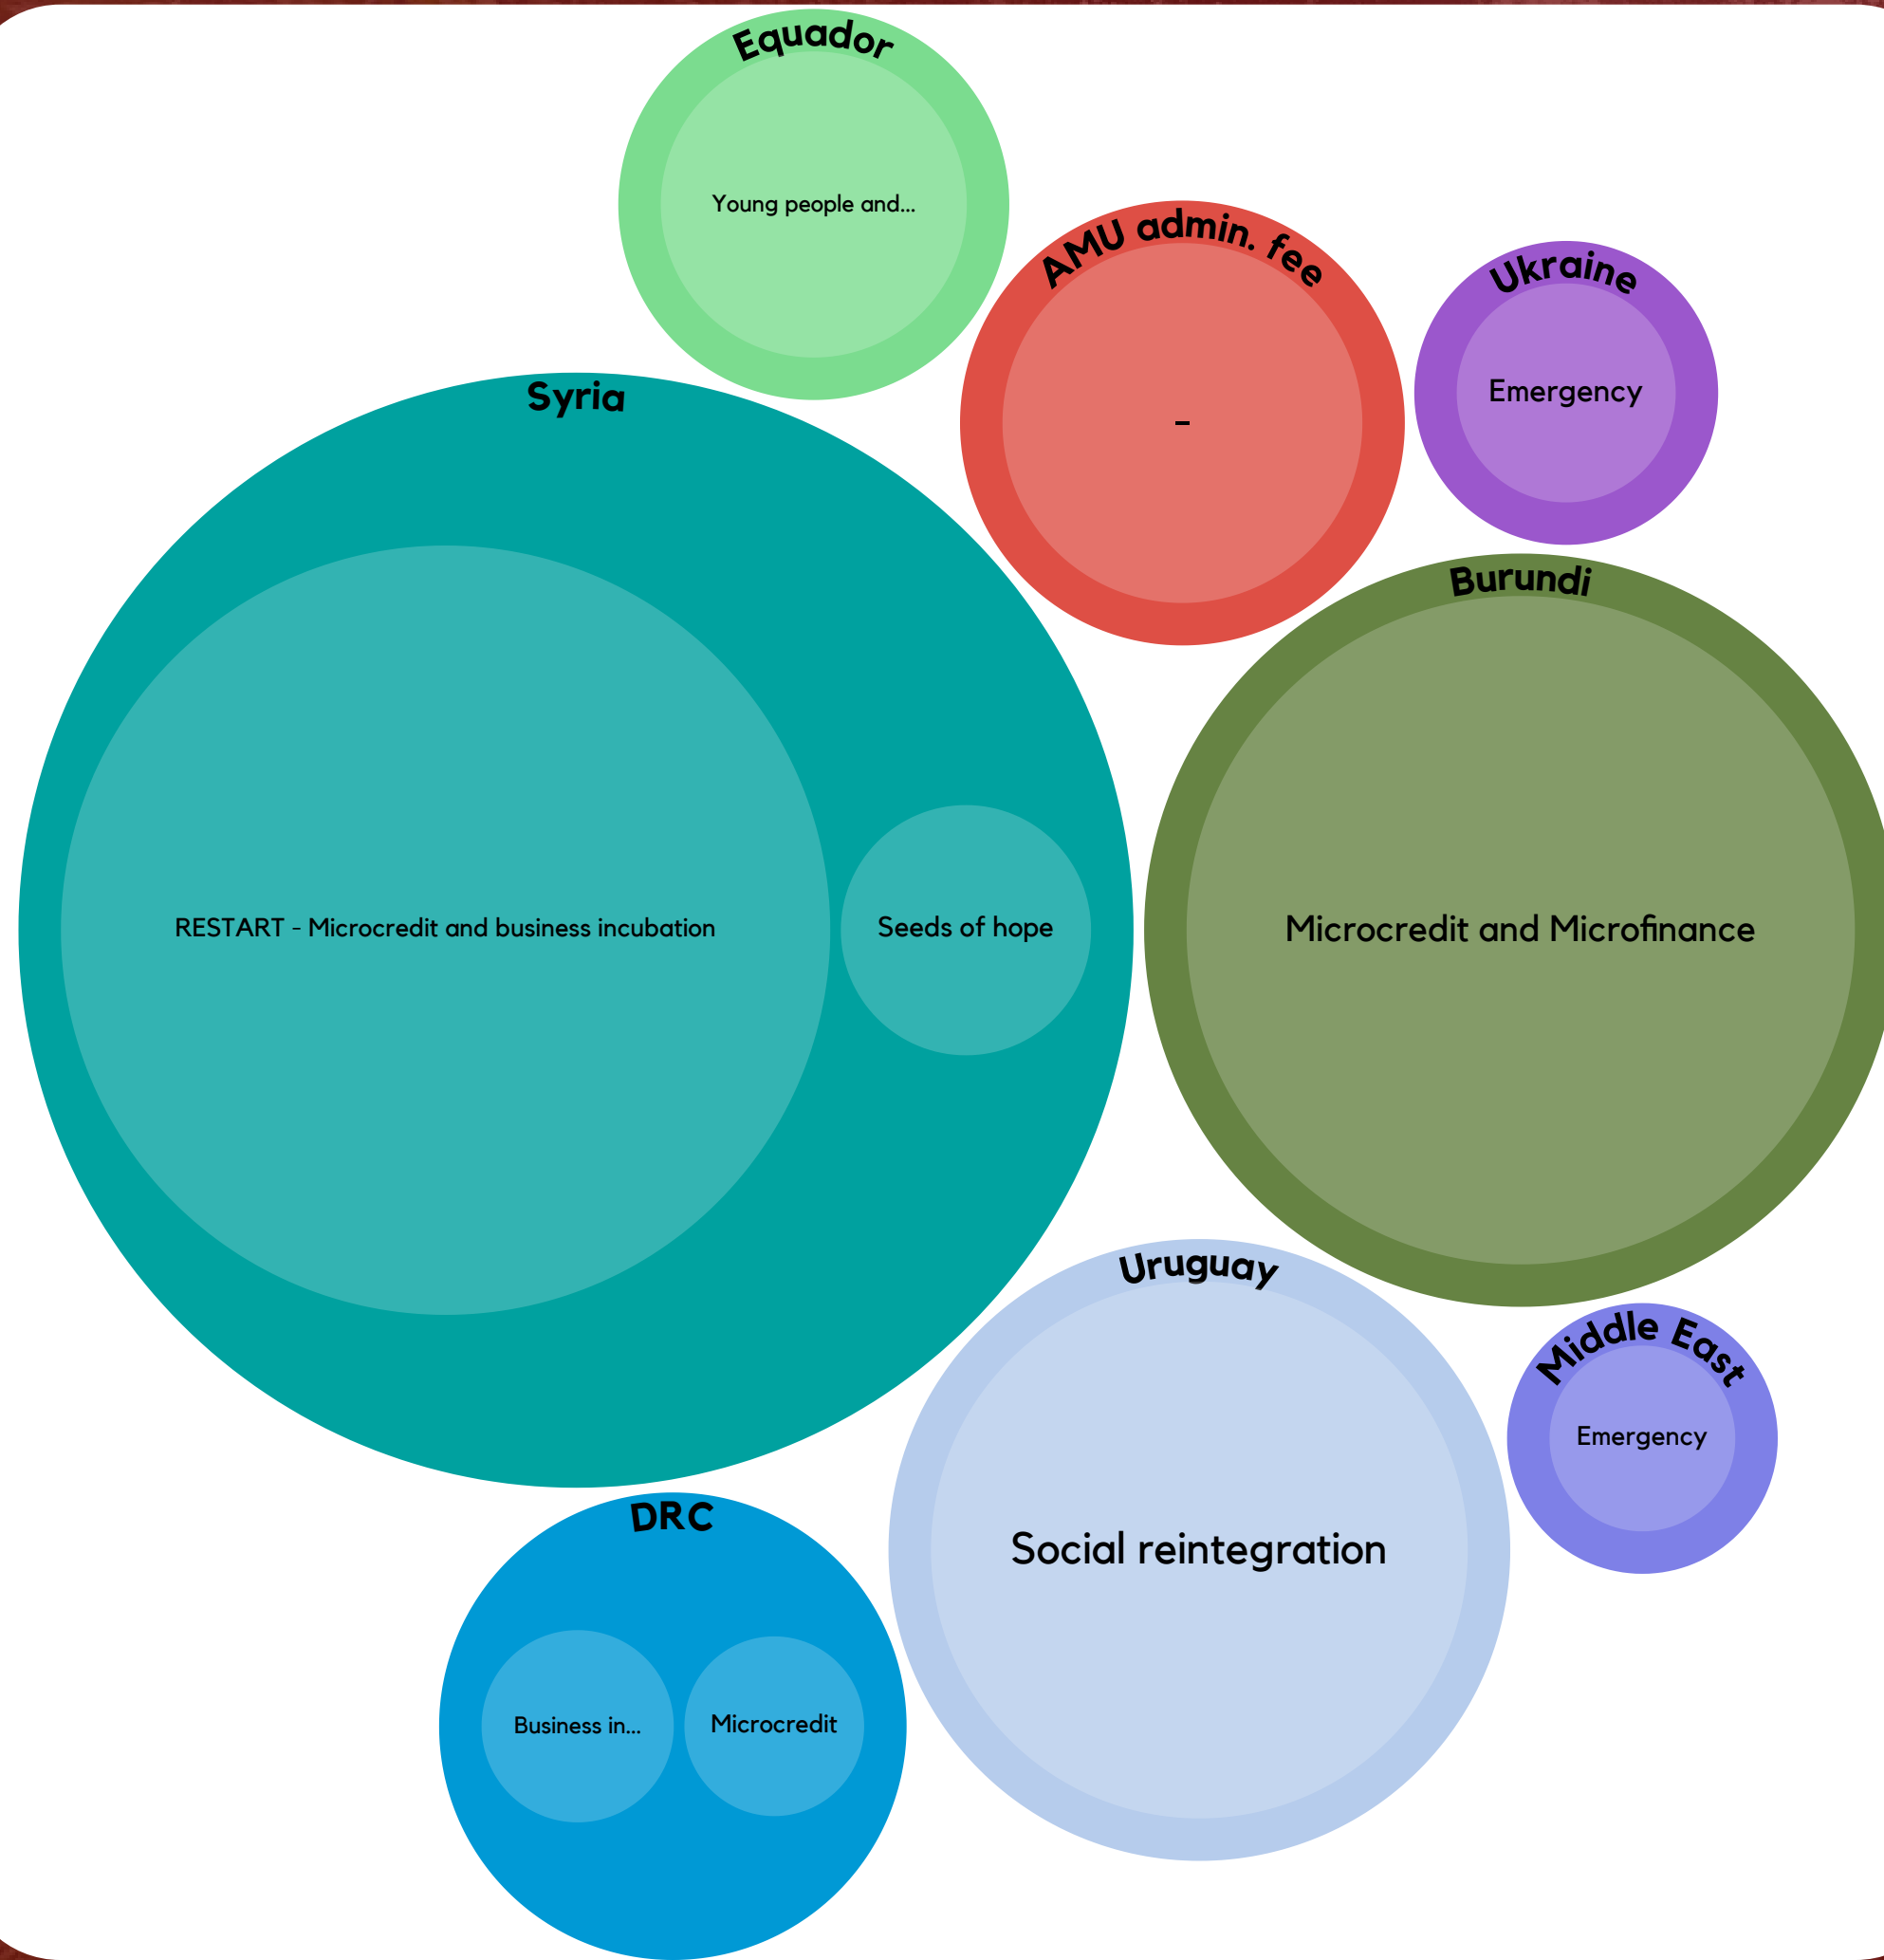 Equador
Young people and...
AMU admin. fee
-
Ukraine
Emergency
Syria
RESTART - Microcredit and business incubation
Seeds of hope
Burundi
Microcredit and Microfinance
Uruguay
Social reintegration
Middle East
Emergency
DRC
Business in...
Microcredit